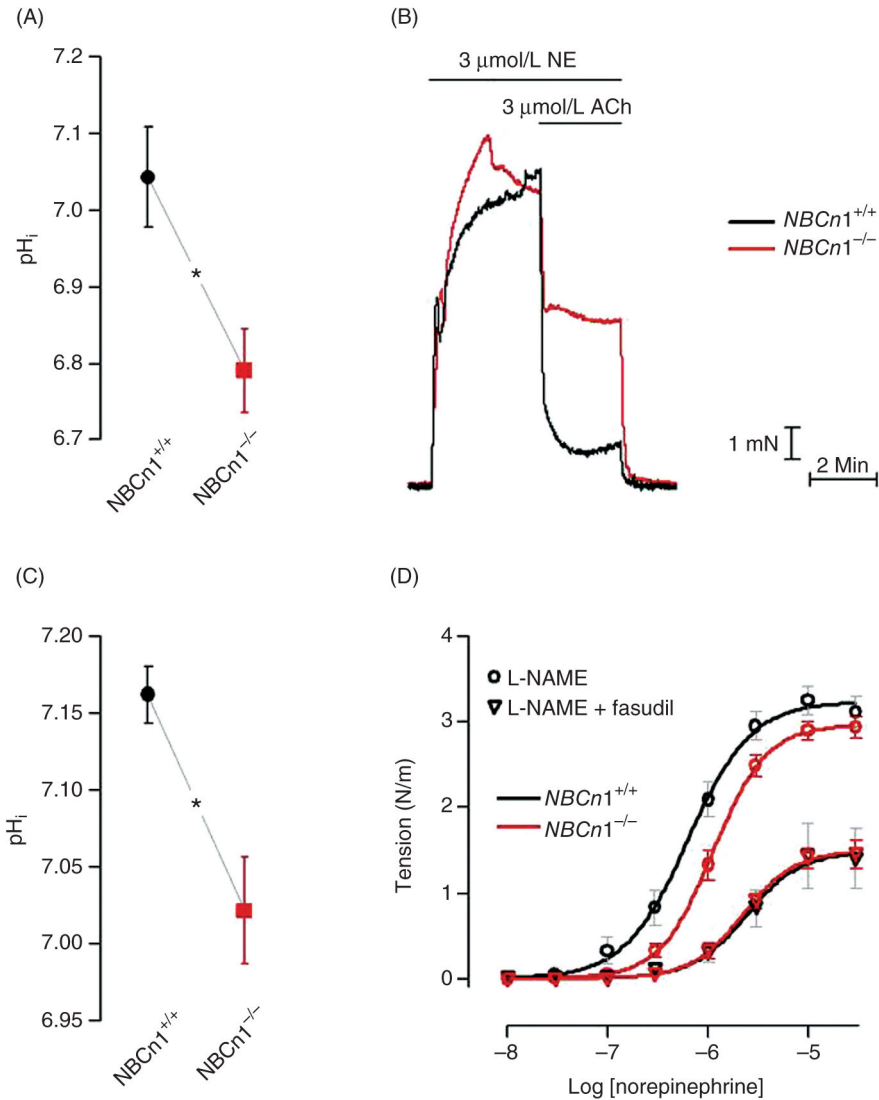 (A)
7.2
7.1
7.0
6.9
6.8
6.7
pHi
*
NBCn1+/+
NBCn1−/−
(B)
3 μmol/L NE
3 μmol/L ACh
NBCn1+/+
NBCn1−/−
1 mN
2 Min
(C)
7.20
7.15
7.10
7.05
7.00
6.95
pHi
*
NBCn1+/+
NBCn1−/−
(D)
4
3
2
1
0
Tension (N/m)
L-NAME
L-NAME + fasudil
NBCn1+/+
NBCn1−/−
−8 −7 −6 −5
Log [norepinephrine]